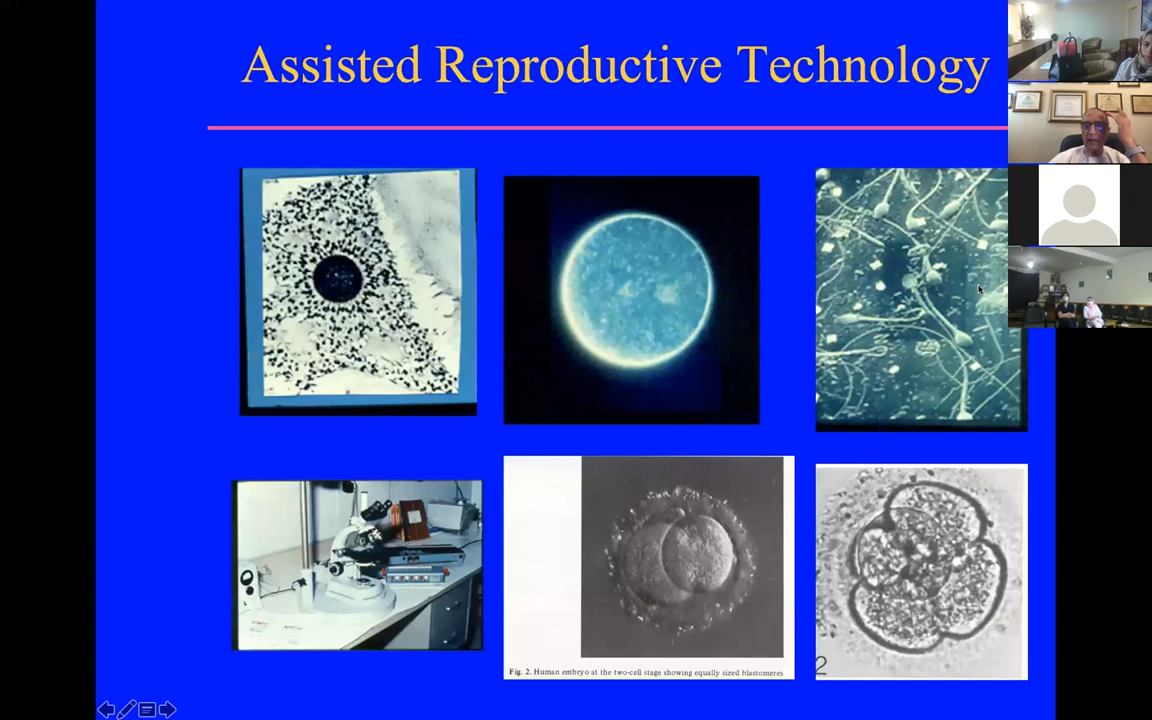 Assisted Reproductive Technology
Fig. 2. Human embryo at the two-cell stage showing equally sized blastomeres
2